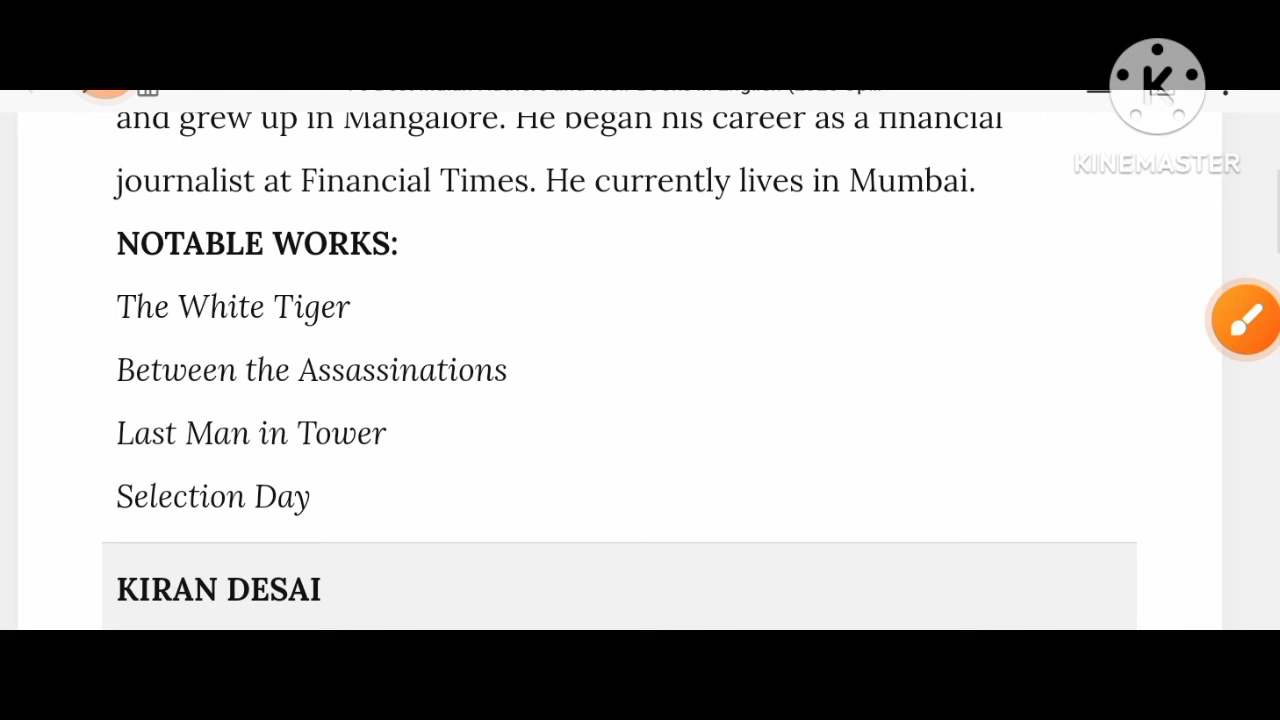 KINEMASTER
and grew up in Mangalore. He began his career as a financial
journalist at Financial Times. He currently lives in Mumbai.
NOTABLE WORKS:
The White Tiger
Between the Assassinations
Last Man in Tower
Selection Day
KIRAN DESAI